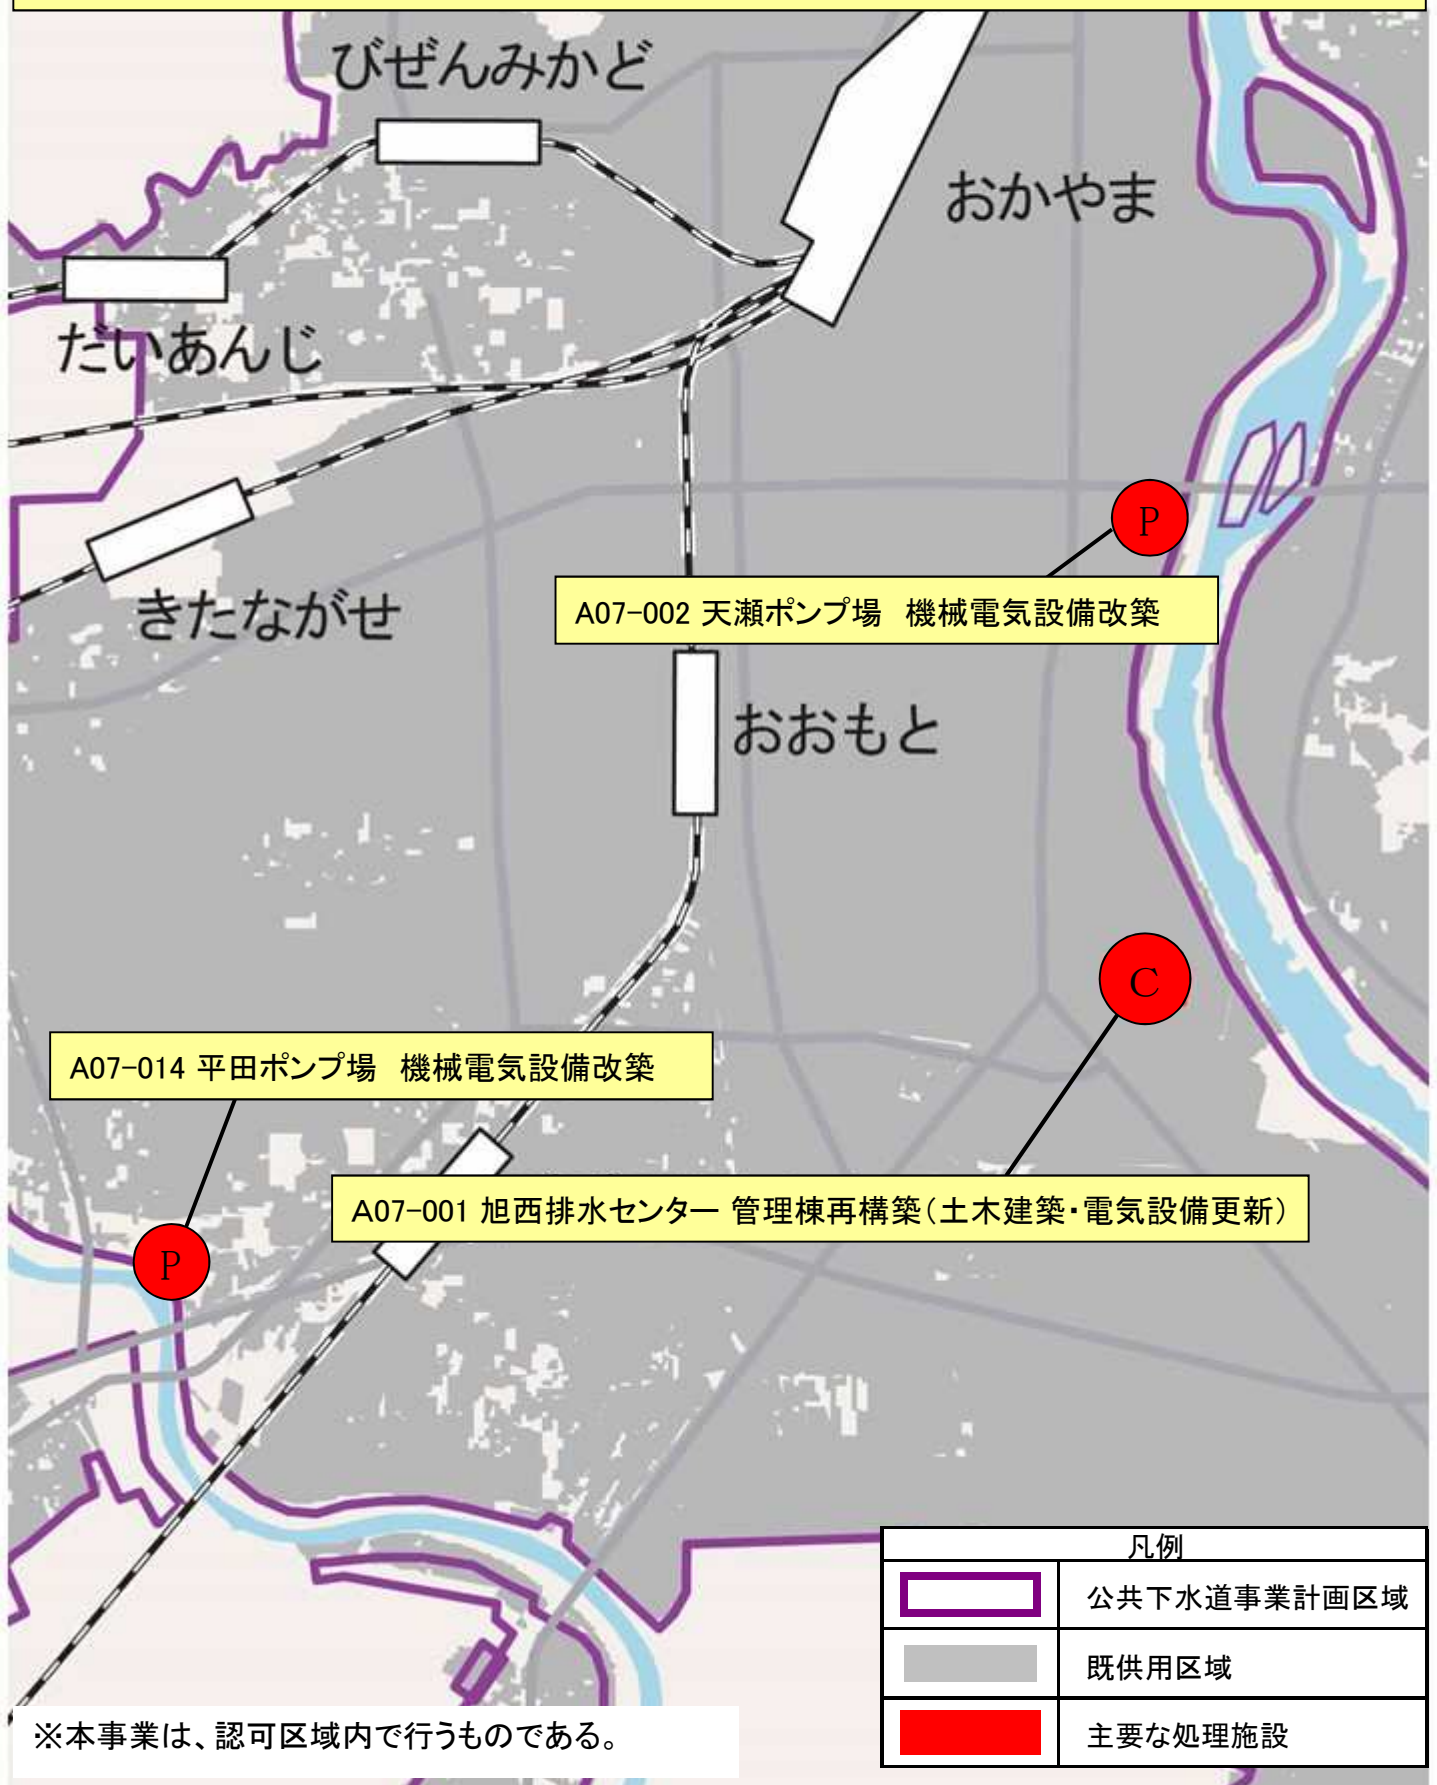 びぜんみかど
おかやま
だいあんじ
P
きたながせ
A07-002 天瀬ポンプ場　機械電気設備改築
おおもと
C
A07-014 平田ポンプ場　機械電気設備改築
A07-001 旭西排水センター 管理棟再構築（土木建築・電気設備更新）
P
凡例
公共下水道事業計画区域
既供用区域
主要な処理施設
※本事業は、認可区域内で行うものである。